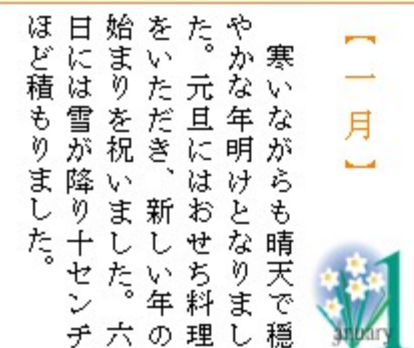 【一月】
寒いながらも晴天で穏
やかな年明けとなりまし
た。元旦にはおせち料理
をいただき、新しい年の
始まりを祝いました。六
日には雪が降り十センチ
ほど積もりました。
1
january